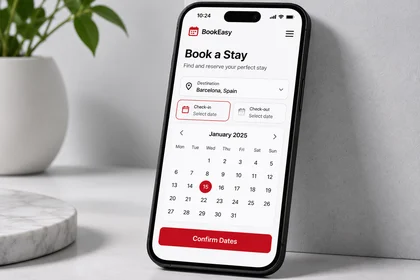 10:24
BookEasy
Book a Stay
Find and reserve your perfect stay
Destination
Barcelona, Spain
Check-in
Select date
Check-out
Select date
January 2025
Mon Tue Wed Thu Fri Sat Sun
1 2 3 4 5
6 7 8 9 10 11 12
13 14 15 16 17 18 19
20 21 22 23 24 25 26
27 28 29 30 31
Confirm Dates